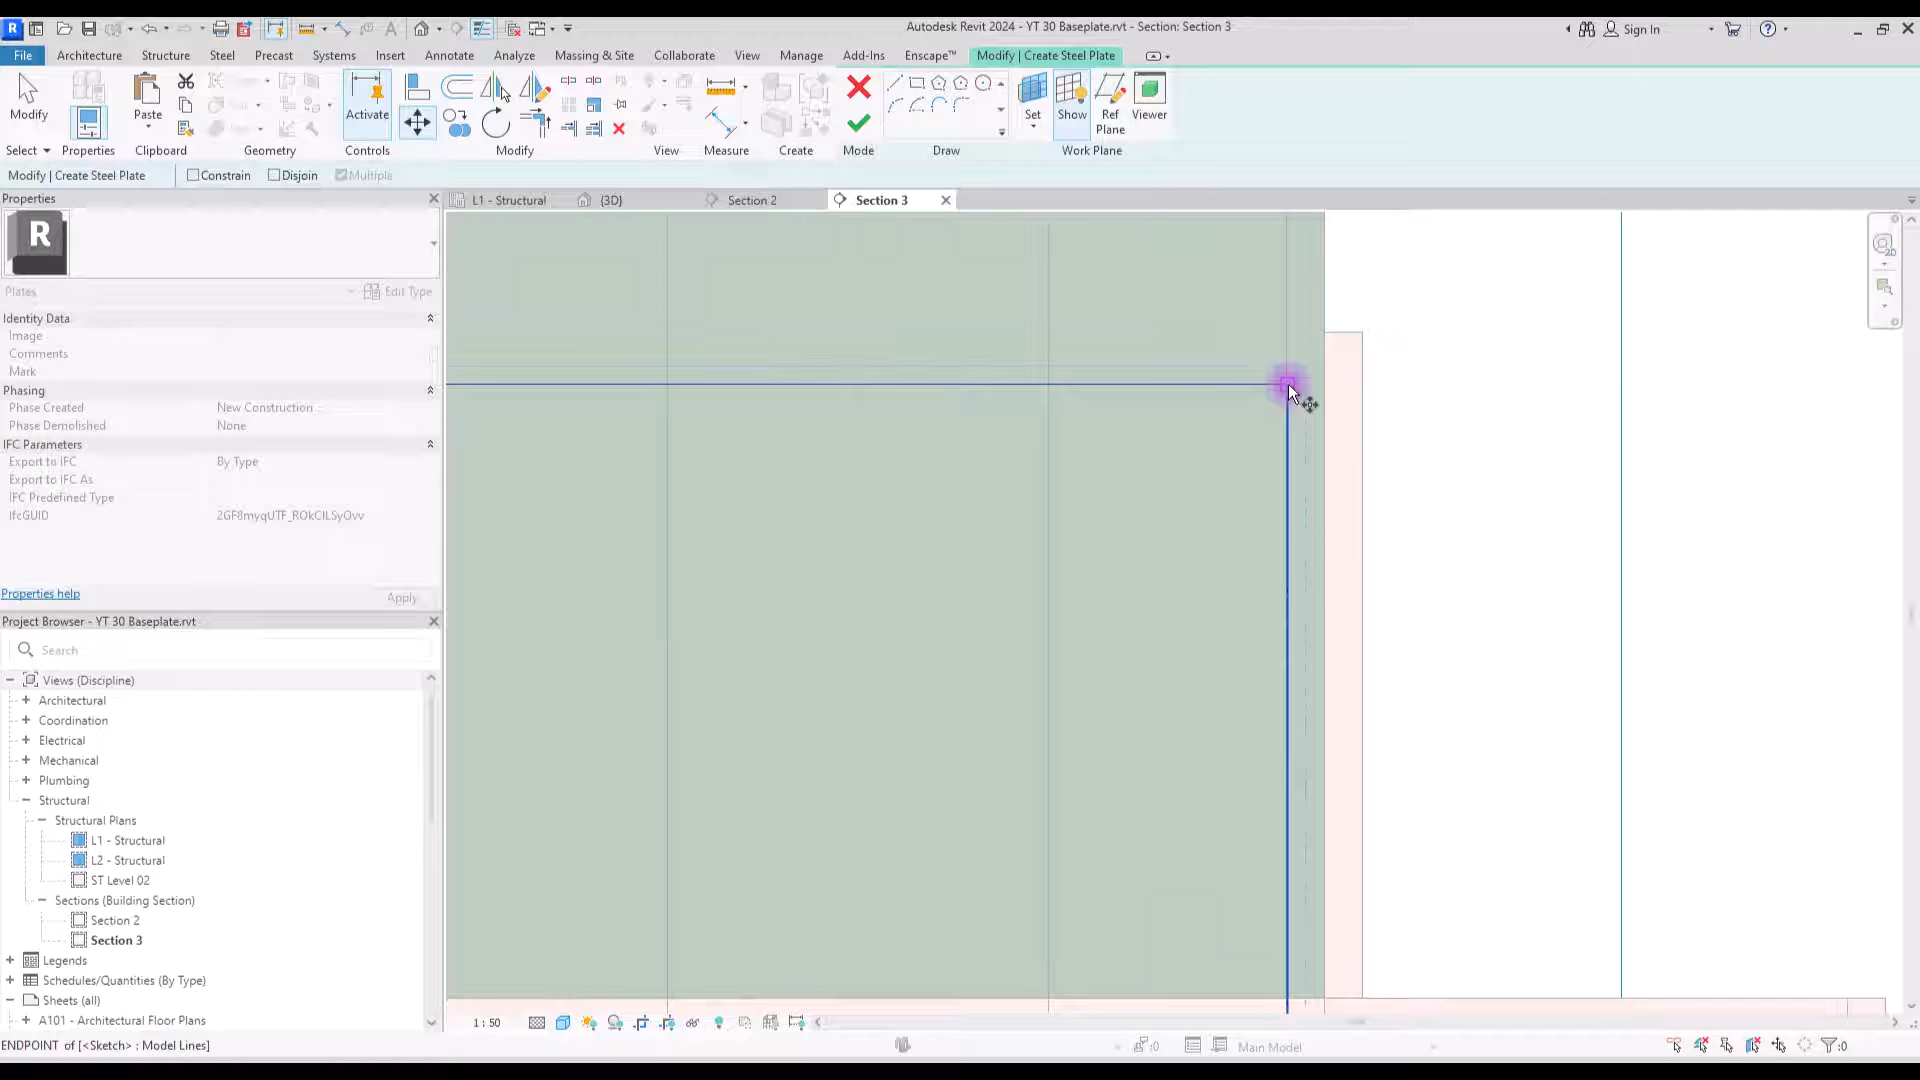 Autodesk Revit 2024 - YT 30 Baseplate.rvt - Section: Section 3
Sign In
File Architecture Structure Steel Precast Systems Insert Annotate Analyze Massing & Site Collaborate View Manage Add-Ins Enscape™ Modify | Create Steel Plate
Modify Paste Activate Set Show Ref Plane Viewer
Select Properties Clipboard Geometry Controls Modify View Measure Create Mode Draw Work Plane
Modify | Create Steel Plate Constrain Disjoin Multiple
Properties
L1 - Structural {3D} Section 2 Section 3
R
Plates Edit Type
Identity Data
Image
Comments
Mark
Phasing
Phase Created New Construction
Phase Demolished None
IFC Parameters
Export to IFC By Type
Export to IFC As
IFC Predefined Type
IfcGUID 2GF8myqUTF_ROkCILSyOvv
Properties help Apply
Project Browser - YT 30 Baseplate.rvt
Search
Views (Discipline)
Architectural
Coordination
Electrical
Mechanical
Plumbing
Structural
Structural Plans
L1 - Structural
L2 - Structural
ST Level 02
Sections (Building Section)
Section 2
Section 3
Legends
Schedules/Quantities (By Type)
Sheets (all)
A101 - Architectural Floor Plans
1 : 50
ENDPOINT of [<Sketch> : Model Lines]
:0
Main Model
:0